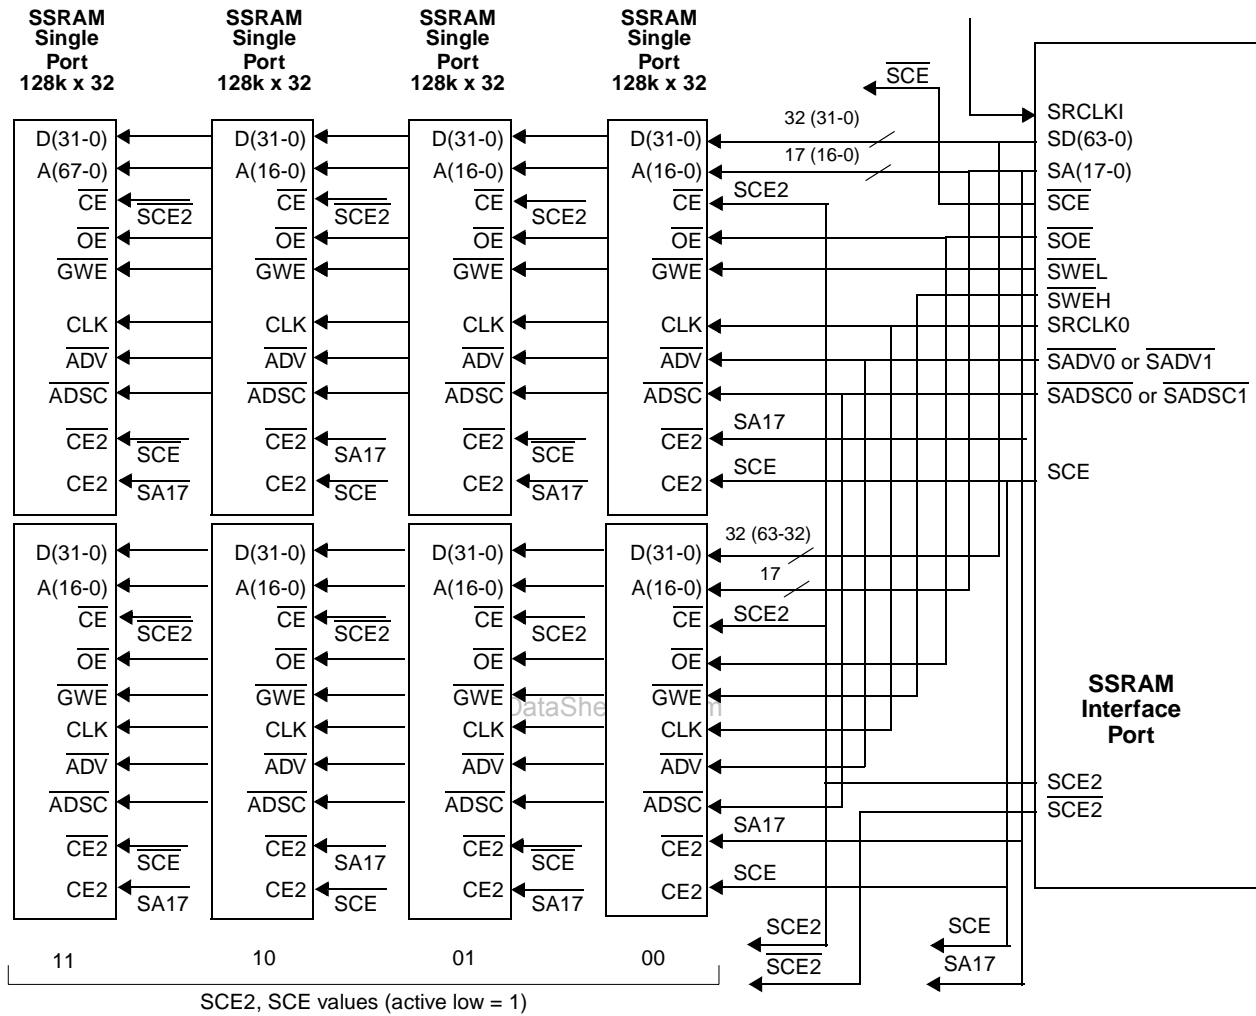 SSRAM
Single
Port
128k x 32
SSRAM
Single
Port
128k x 32
SSRAM
Single
Port
128k x 32
SSRAM
Single
Port
128k x 32
D(31-0)
A(67-0)
CE
SCE2
OE
GWE
CLK
ADV
ADSC
CE2
SCE
CE2
SA17
D(31-0)
A(16-0)
CE
SCE2
OE
GWE
CLK
ADV
ADSC
CE2
SA17
CE2
SCE
D(31-0)
A(16-0)
CE
SCE2
OE
GWE
CLK
ADV
ADSC
CE2
SCE
CE2
SA17
D(31-0)
A(16-0)
CE
OE
GWE
CLK
ADV
ADSC
CE2
CE2
SCE
32 (31-0)
17 (16-0)
SCE2
SA17
SCE
SRCLKI
SD(63-0)
SA(17-0)
SCE
SOE
SWEL
SWEH
SRCLK0
SADV0 or SADV1
SADSC0 or SADSC1
SCE
SSRAM
Interface
Port
SCE2
SCE2
D(31-0)
A(16-0)
CE
SCE2
OE
GWE
CLK
ADV
ADSC
CE2
SCE
CE2
SA17
D(31-0)
A(16-0)
CE
SCE2
OE
GWE
CLK
ADV
ADSC
CE2
SA17
CE2
SCE
D(31-0)
A(16-0)
CE
SCE2
OE
GWE
CLK
ADV
ADSC
CE2
SCE
CE2
SA17
D(31-0)
A(16-0)
CE
OE
GWE
CLK
ADV
ADSC
CE2
CE2
32 (63-32)
17
SCE2
SA17
SCE
SCE2
SCE2
SCE
SA17
11
10
01
00
SCE2, SCE values (active low = 1)